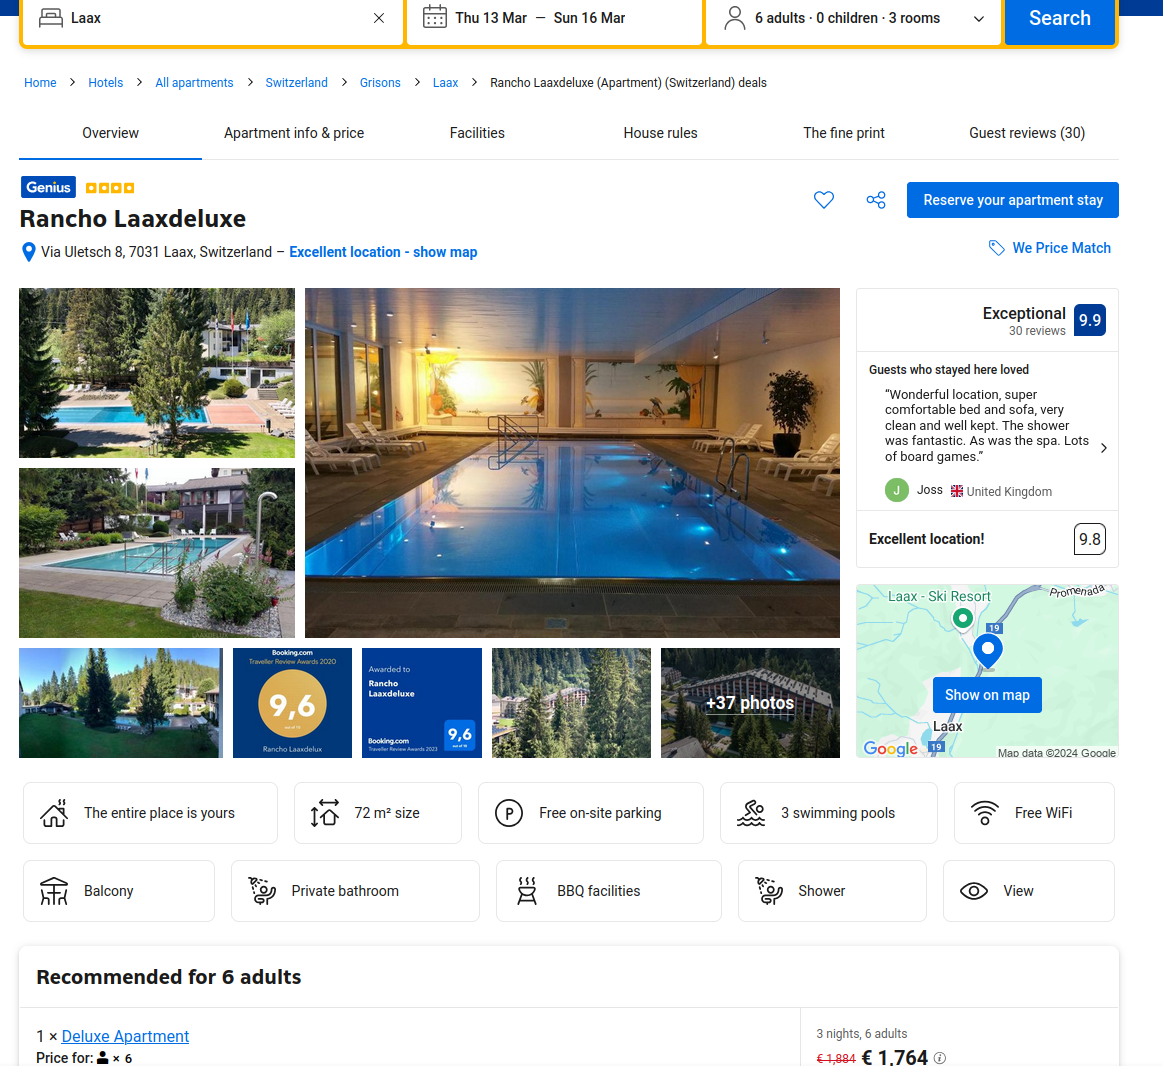 Laax
Thu 13 Mar — Sun 16 Mar
6 adults · 0 children · 3 rooms
Search
Home > Hotels > All apartments > Switzerland > Grisons > Laax > Rancho Laaxdeluxe (Apartment) (Switzerland) deals
Overview
Apartment info & price
Facilities
House rules
The fine print
Guest reviews (30)
Genius
Rancho Laaxdeluxe
Via Uletsch 8, 7031 Laax, Switzerland – Excellent location - show map
Reserve your apartment stay
We Price Match
Exceptional
30 reviews
9.9
Guests who stayed here loved
“Wonderful location, super
comfortable bed and sofa, very
clean and well kept. The shower
was fantastic. As was the spa. Lots
of board games.”
J
Joss
United Kingdom
Excellent location!
9.8
Booking.com
Traveller Review Awards 2020
9,6
out of 10
Rancho Laaxdelux
Awarded to
Rancho
Laaxdeluxe
Booking.com
Traveller Review Awards 2023
9,6
out of 10
+37 photos
Laax - Ski Resort
Promenada
19
Show on map
Laax
Google
19
Map data ©2024 Google
The entire place is yours
72 m² size
P
Free on-site parking
3 swimming pools
Free WiFi
Balcony
Private bathroom
BBQ facilities
Shower
View
Recommended for 6 adults
1 × Deluxe Apartment
Price for: × 6
3 nights, 6 adults
€ 1,884 € 1,764